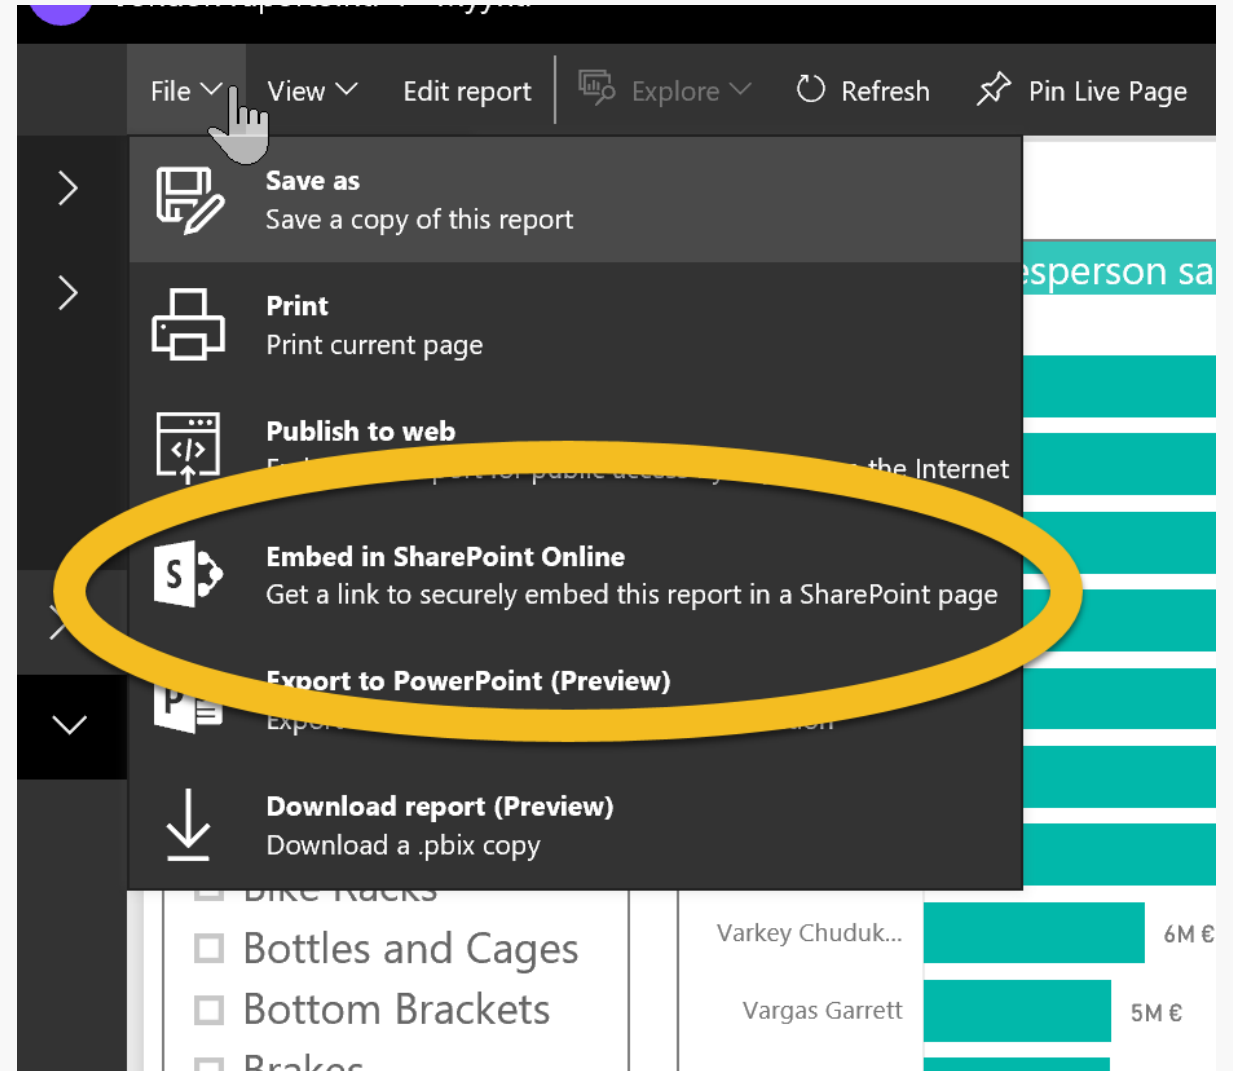 File View Edit report Explore Refresh Pin Live Page
Save as
Save a copy of this report
Print
Print current page
Publish to web
the Internet
S
Embed in SharePoint Online
Get a link to securely embed this report in a SharePoint page
Export to PowerPoint (Preview)
P
Download report (Preview)
Download a .pbix copy
esperson sa
Bike Racks
Bottles and Cages
Bottom Brackets
Brakes
Varkey Chuduk... 6M €
Vargas Garrett 5M €